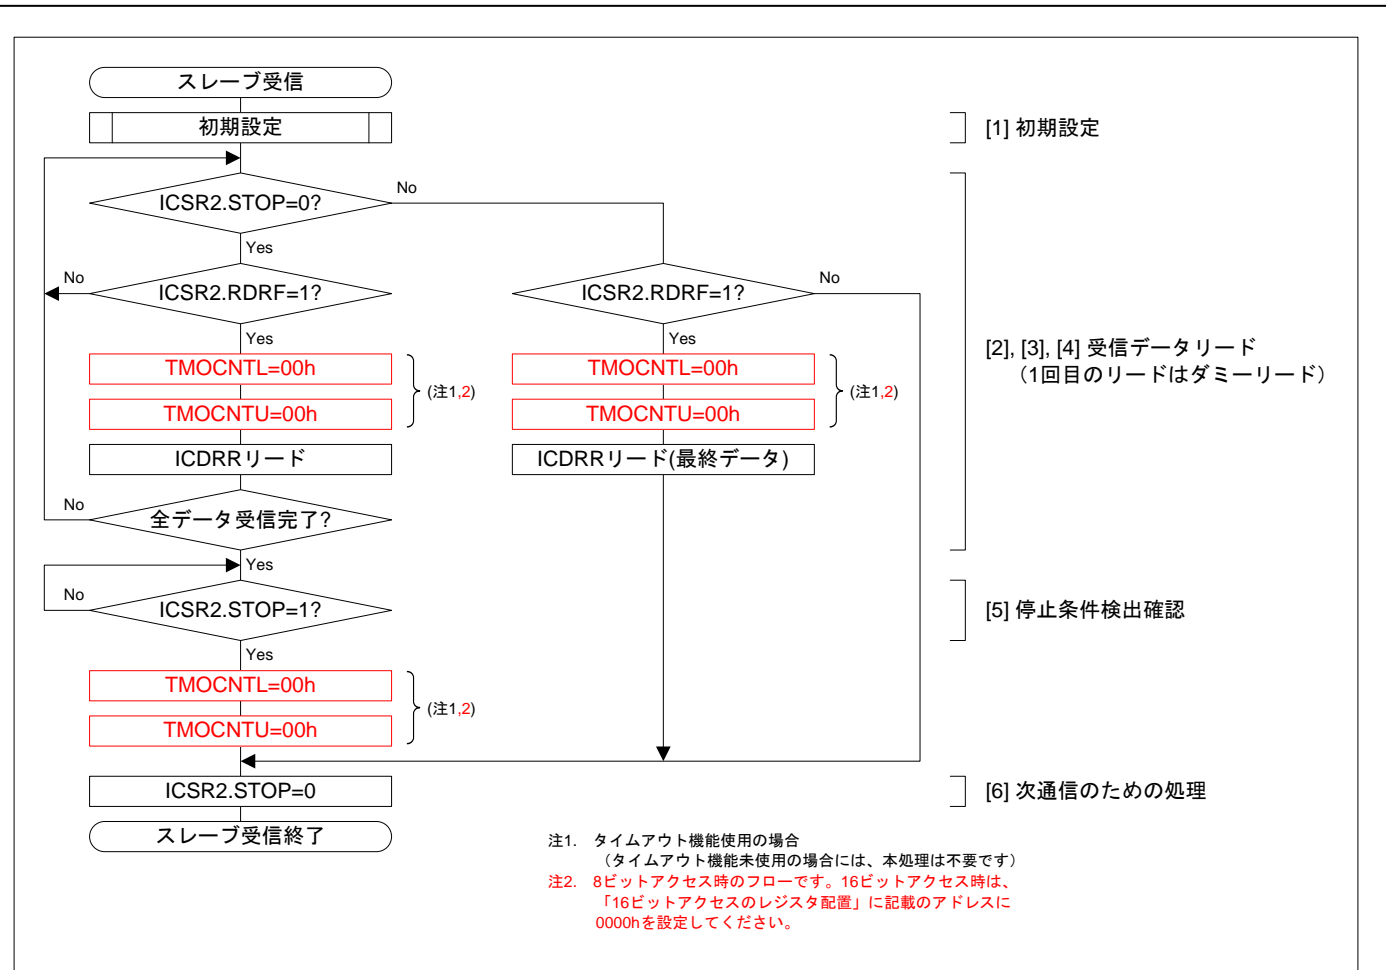 スレーブ受信
初期設定
[1] 初期設定
ICSR2.STOP=0?
No
Yes
No
ICSR2.RDRF=1?
ICSR2.RDRF=1?
No
Yes
Yes
TMOCNTL=00h
TMOCNTU=00h
(注1,2)
TMOCNTL=00h
TMOCNTU=00h
(注1,2)
[2], [3], [4] 受信データリード
（1回目のリードはダミーリード）
ICDRRリード
ICDRRリード(最終データ)
No
全データ受信完了?
Yes
No
ICSR2.STOP=1?
[5] 停止条件検出確認
Yes
TMOCNTL=00h
TMOCNTU=00h
(注1,2)
ICSR2.STOP=0
[6] 次通信のための処理
スレーブ受信終了
注1. タイムアウト機能使用の場合
（タイムアウト機能未使用の場合には、本処理は不要です）
注2. 8ビットアクセス時のフローです。16ビットアクセス時は、
「16ビットアクセスのレジスタ配置」に記載のアドレスに
0000hを設定してください。